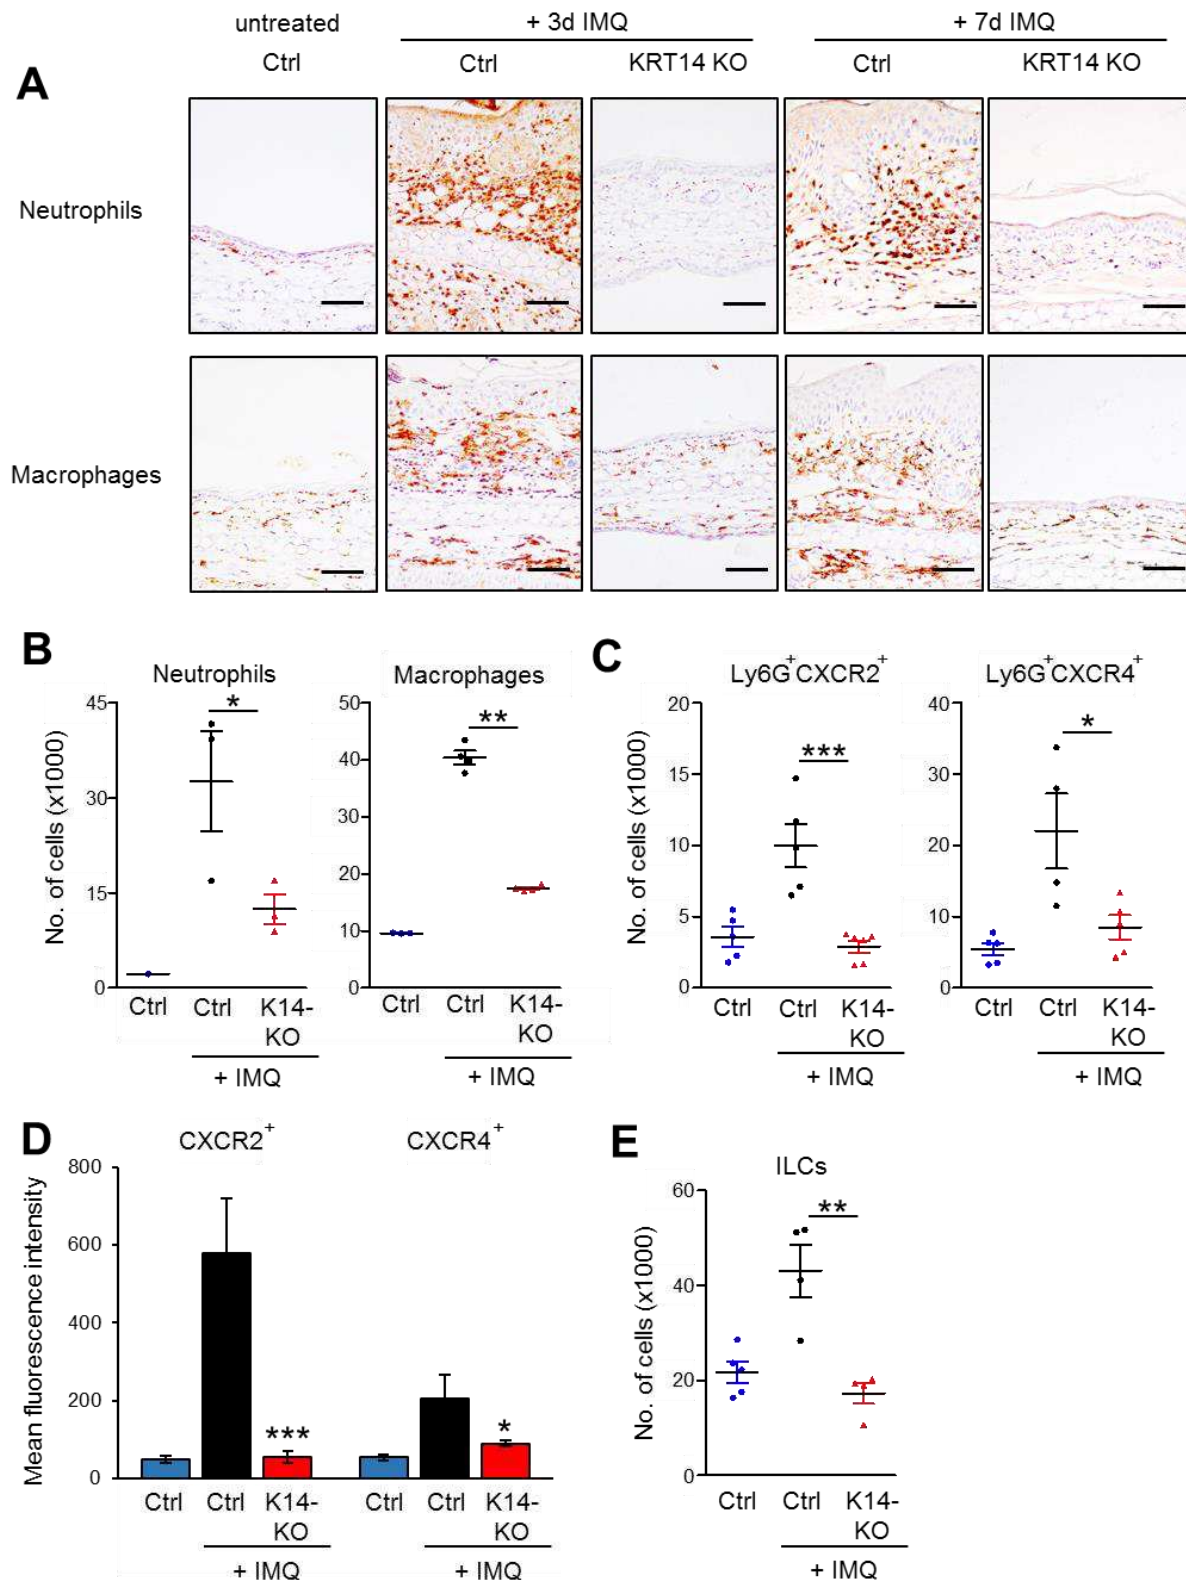 untreated + 3d IMQ + 7d IMQ
Ctrl Ctrl KRT14 KO Ctrl KRT14 KO
A
Neutrophils
Macrophages
B
Neutrophils Macrophages
No. of cells (x1000)
45
30
15
0
*
50
40
30
20
10
0
**
Ctrl Ctrl K14-
KO
+ IMQ
Ctrl Ctrl K14-
KO
+ IMQ
C
Ly6G+CXCR2+ Ly6G+CXCR4+
No. of cells (x1000)
20
15
10
5
0
***
40
30
20
10
0
*
Ctrl Ctrl K14-
KO
+ IMQ
Ctrl Ctrl K14-
KO
+ IMQ
D
CXCR2+ CXCR4+
Mean fluorescence intensity
800
600
400
200
0
*** *
Ctrl Ctrl K14-
KO
+ IMQ
Ctrl Ctrl K14-
KO
+ IMQ
E
ILCs
No. of cells (x1000)
60
40
20
0
**
Ctrl Ctrl K14-
KO
+ IMQ